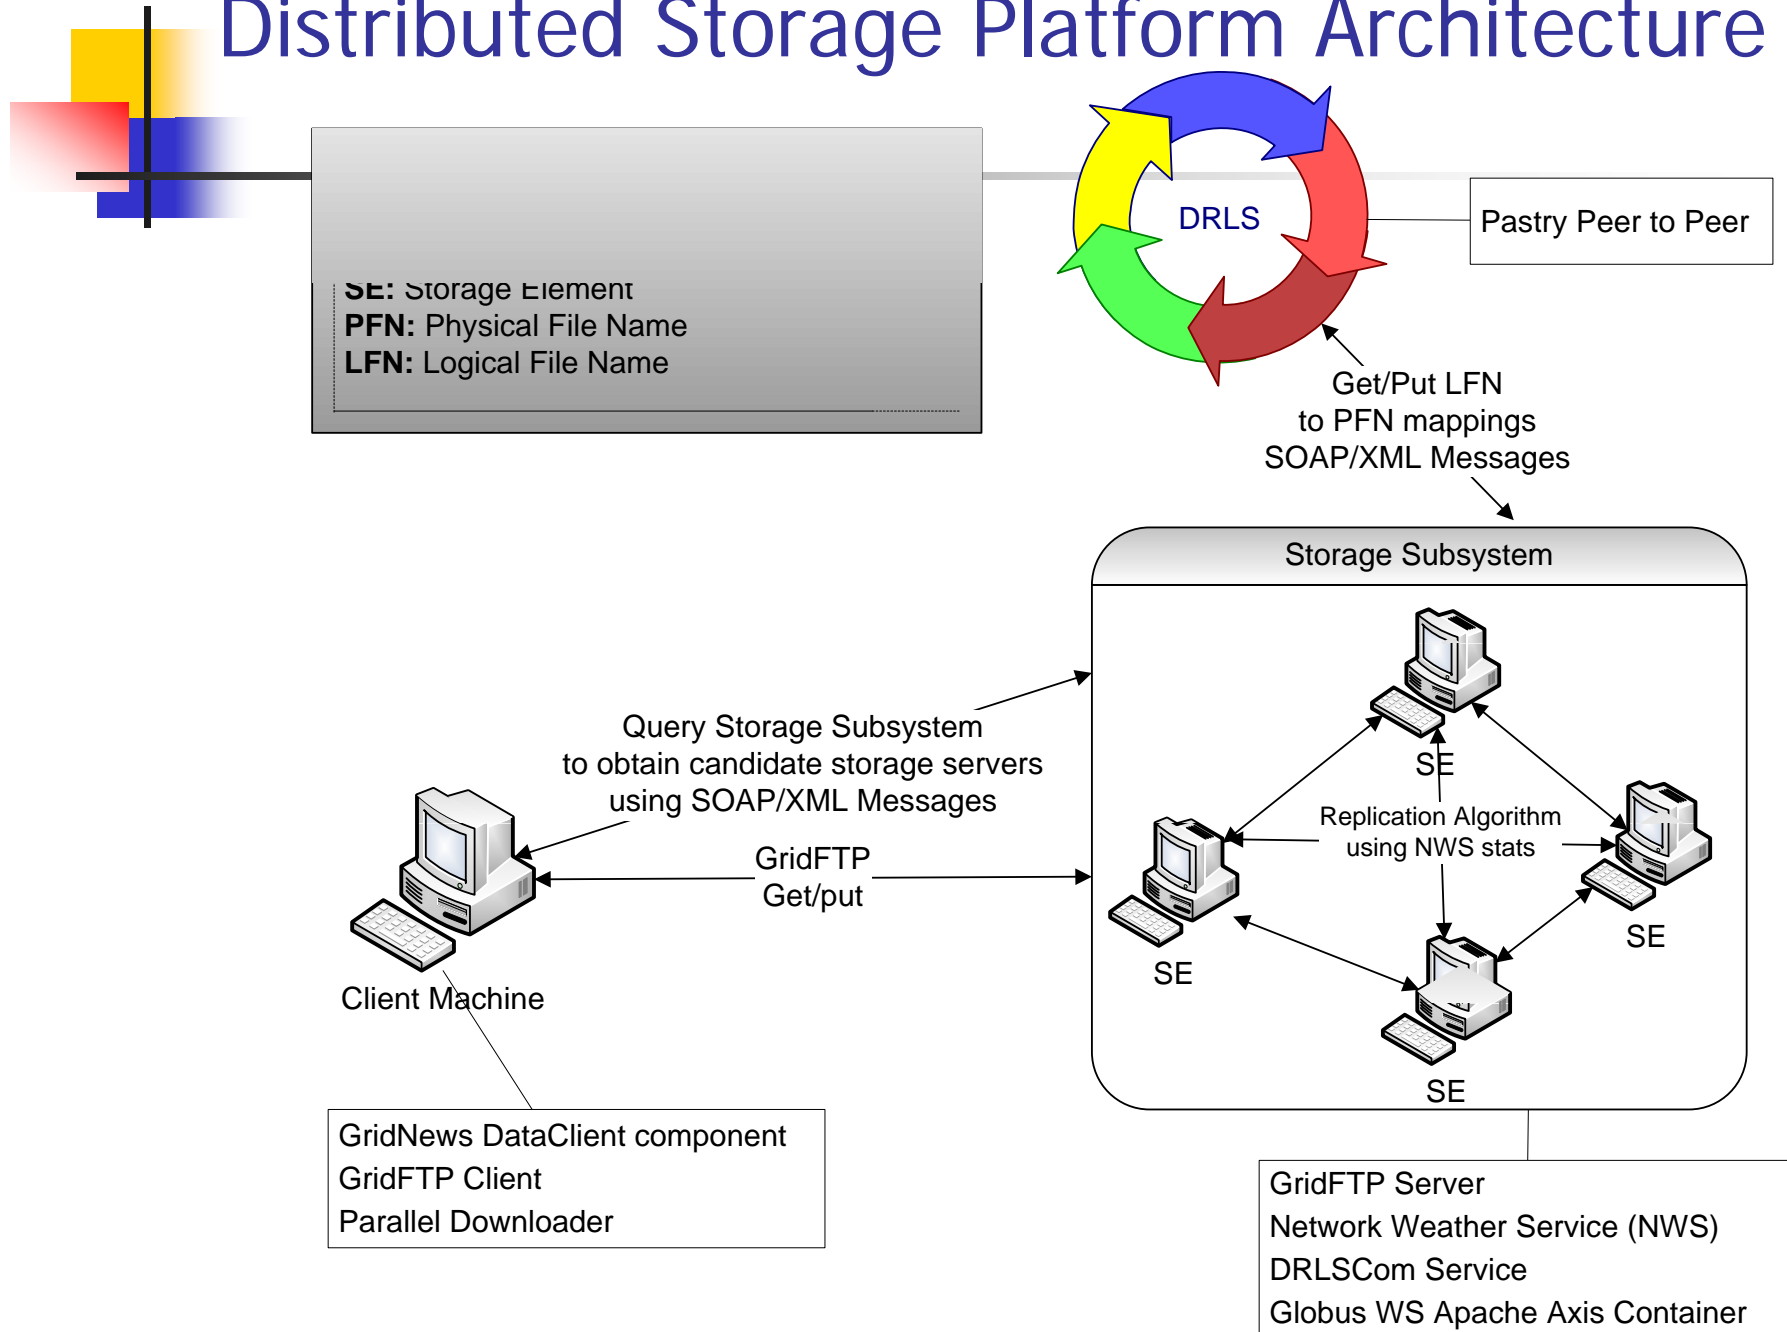 Distributed Storage Platform Architecture
DRLS
Pastry Peer to Peer
SE: Storage Element
PFN: Physical File Name
LFN: Logical File Name
Get/Put LFN
to PFN mappings
SOAP/XML Messages
Storage Subsystem
SE
Query Storage Subsystem
to obtain candidate storage servers
using SOAP/XML Messages
Replication Algorithm
using NWS stats
GridFTP
Get/put
SE
SE
SE
Client Machine
GridNews DataClient component
GridFTP Client
Parallel Downloader
GridFTP Server
Network Weather Service (NWS)
DRLSCom Service
Globus WS Apache Axis Container